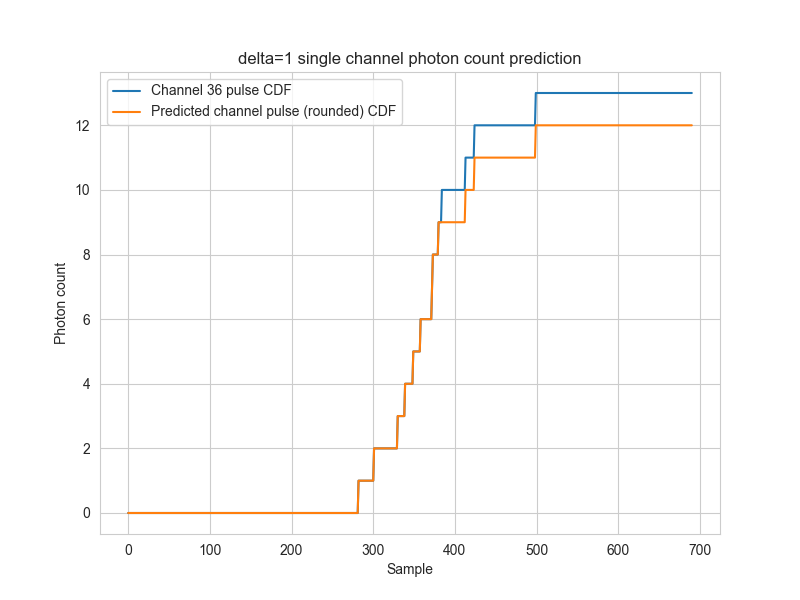 delta=1 single channel photon count prediction
Channel 36 pulse CDF
Predicted channel pulse (rounded) CDF
12
10
8
6
4
2
0
Photon count
0 100 200 300 400 500 600 700
Sample